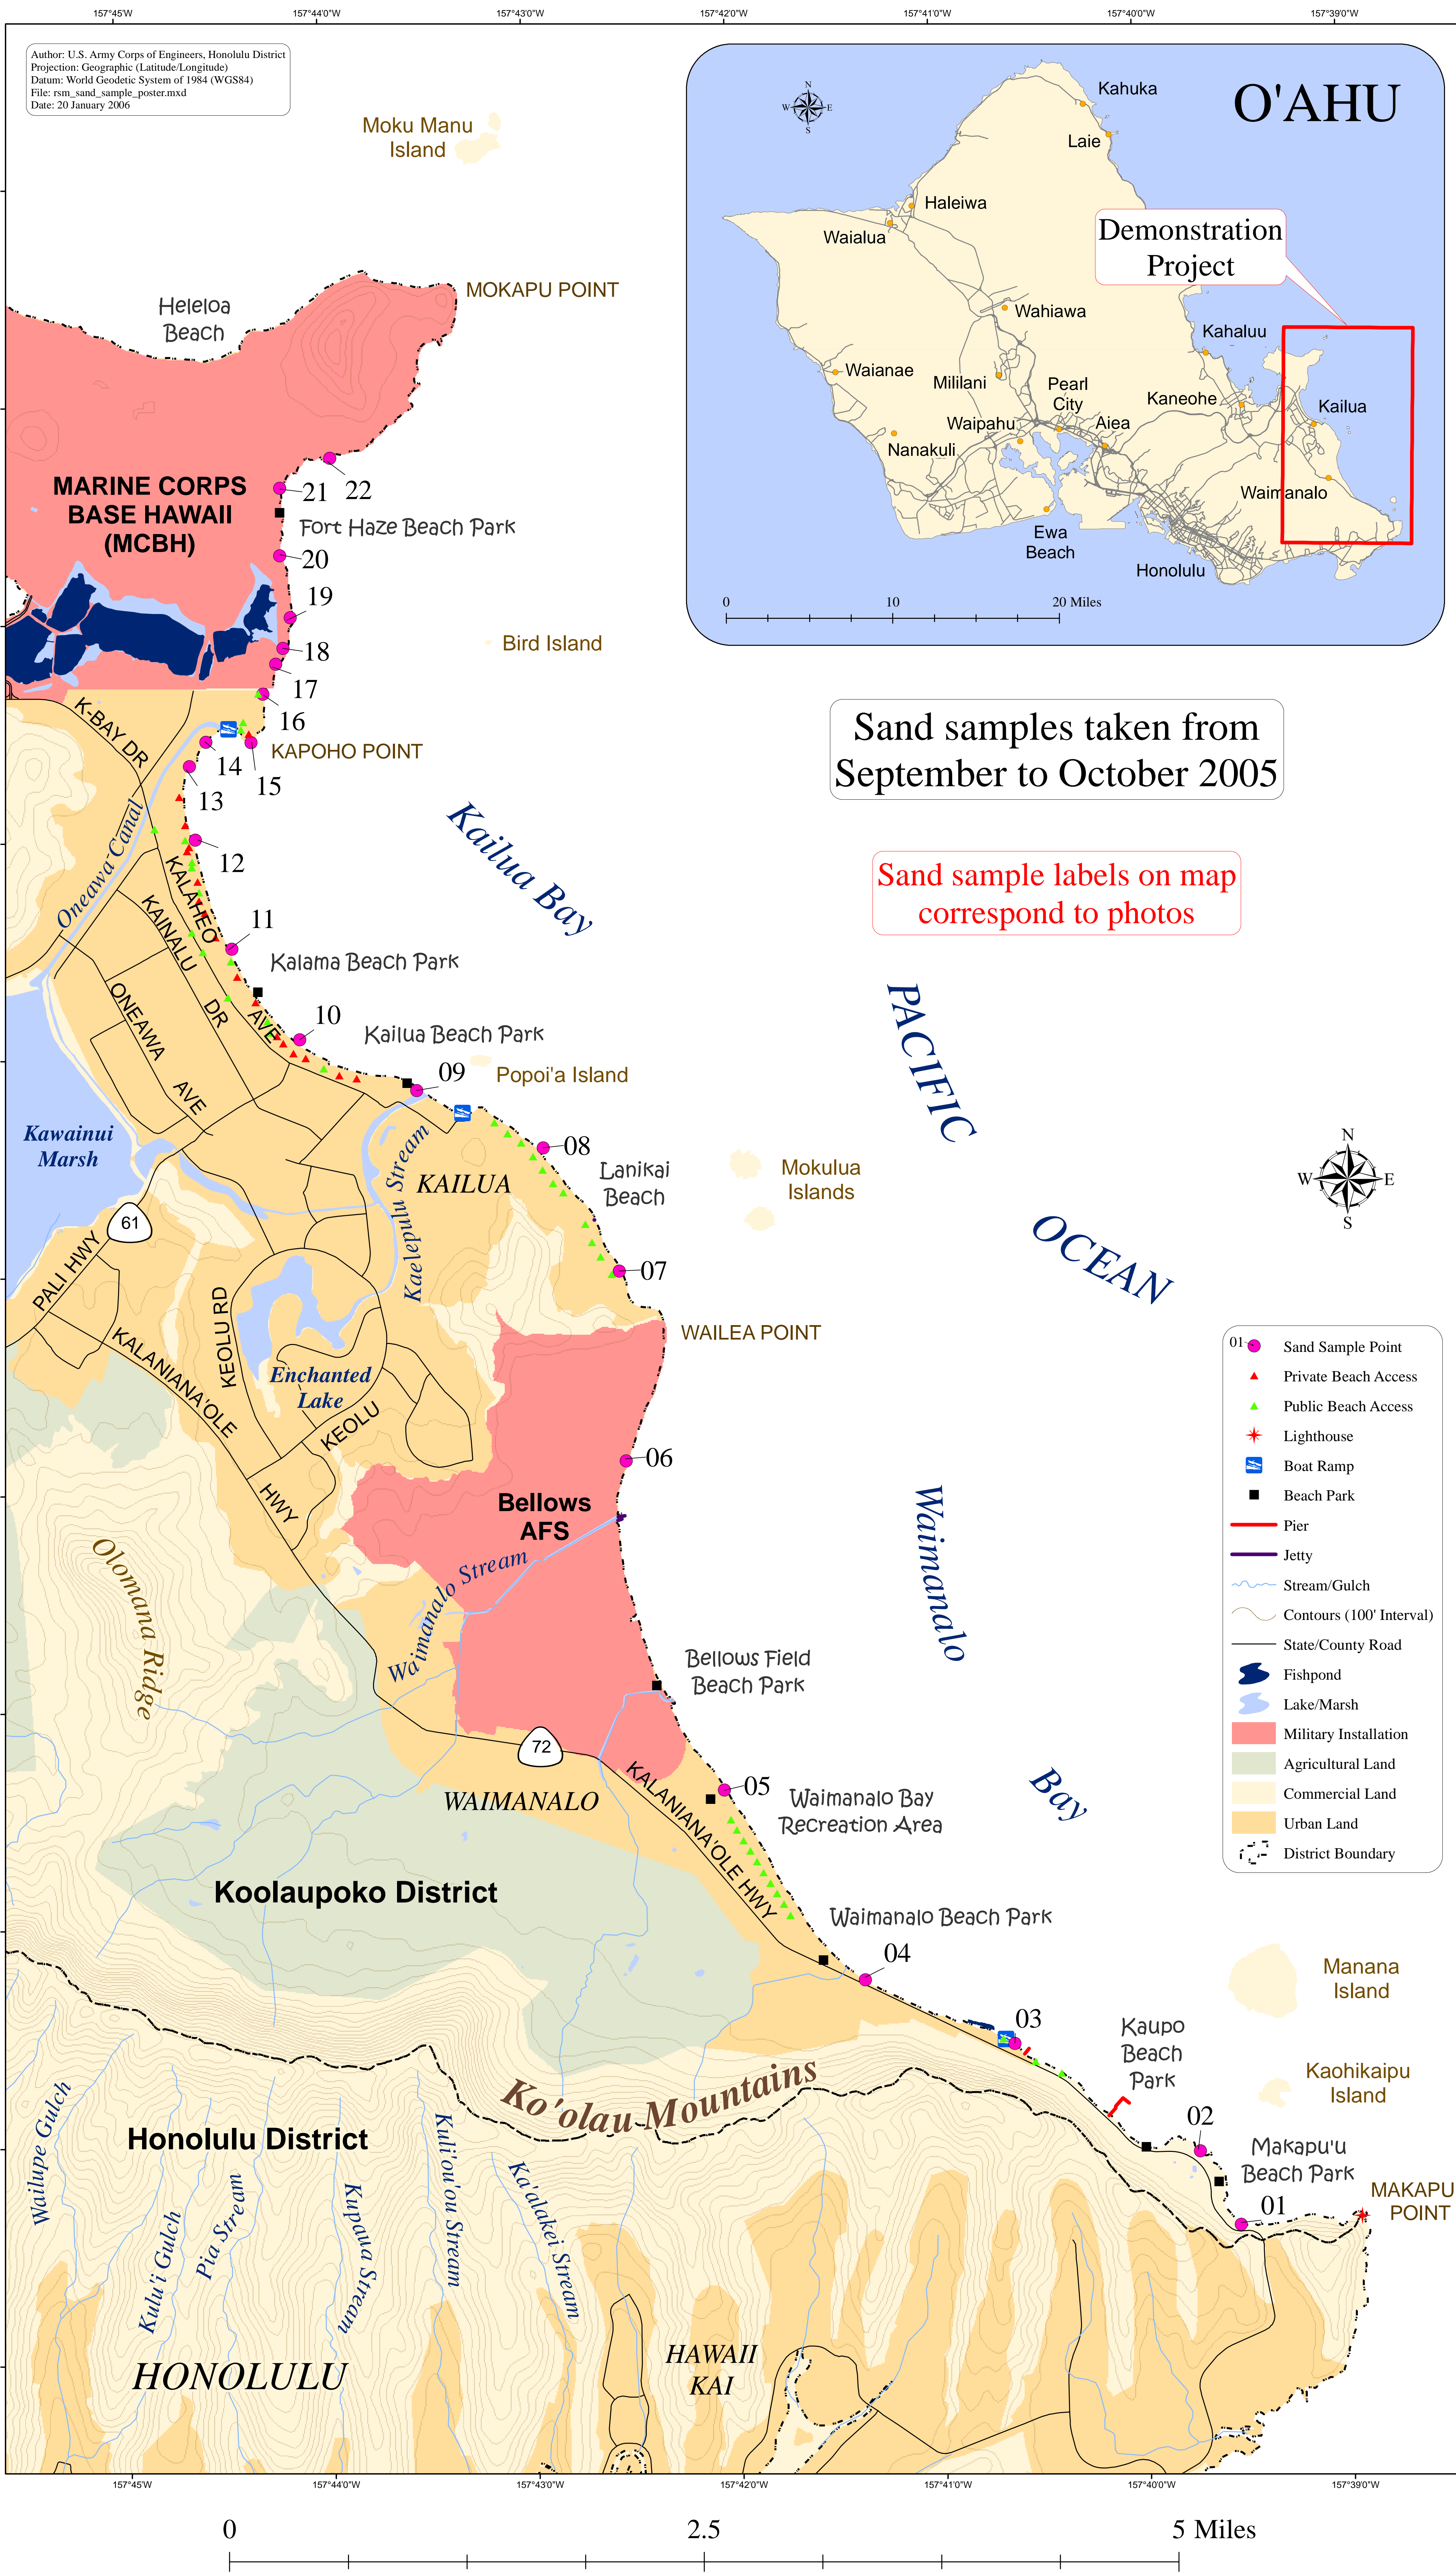 157°45'W
157°44'0"W
157°43'0"W
157°42'0"W
157°41'0"W
157°40'0"W
157°39'0"W
Author: U.S. Army Corps of Engineers, Honolulu District
Projection: Geographic (Latitude/Longitude)
Datum: World Geodetic System of 1984 (WGS84)
File: rsm_sand_sample_poster.mxd
Date: 20 January 2006
Moku Manu
Island
O'AHU
N
W
E
S
Kahuka
Laie
Haleiwa
Waialua
Demonstration
Project
Wahiawa
Kahaluu
Waianae
Mililani
Pearl
City
Kaneohe
Kailua
Waipahu
Aiea
Nanakuli
Waimanalo
Ewa
Beach
Honolulu
0
10
20 Miles
MOKAPU POINT
Heleloa
Beach
MARINE CORPS
BASE HAWAII
(MCBH)
22
21
Fort Haze Beach Park
20
19
Bird Island
18
17
16
K-BAY DR
KAPOHO POINT
14
15
13
Sand samples taken from
September to October 2005
Sand sample labels on map
correspond to photos
Kailua Bay
Oneawa Canal
12
KALAHEO
KAINALU
11
Kalama Beach Park
ONEAWA
DR
AVE
10
Kailua Beach Park
PACIFIC
09
Popoi'a Island
AVE
Kawainui
Marsh
08
Kaelepulu Stream
KAILUA
Lanikai
Beach
Mokulua
Islands
N
W
E
S
OCEAN
61
PALI HWY
07
KEOLU RD
KALANIANA'OLE
WAILEA POINT
Enchanted
Lake
KEOLU
HWY
06
Bellows
AFS
Waimanalo
Waimanalo Stream
Olomana Ridge
Bellows Field
Beach Park
01
Sand Sample Point
Private Beach Access
Public Beach Access
Lighthouse
Boat Ramp
Beach Park
Pier
Jetty
Stream/Gulch
Contours (100' Interval)
State/County Road
Fishpond
Lake/Marsh
Military Installation
Agricultural Land
Commercial Land
Urban Land
District Boundary
72
KALANIANA'OLE HWY
05
Waimanalo Bay
Recreation Area
Bay
WAIMANALO
Koolaupoko District
Waimanalo Beach Park
04
Manana
Island
03
Kaupo
Beach
Park
Kaohikaipu
Island
Ko'olau Mountains
02
Makapu'u
Beach Park
01
MAKAPU
POINT
Honolulu District
Wailupe Gulch
Kulu'i Gulch
Pia Stream
Kupaua Stream
Kuli'ou'ou Stream
Ka'alakei Stream
HONOLULU
HAWAII
KAI
157°45'W
157°44'0"W
157°43'0"W
157°42'0"W
157°41'0"W
157°40'0"W
157°39'0"W
0
2.5
5 Miles